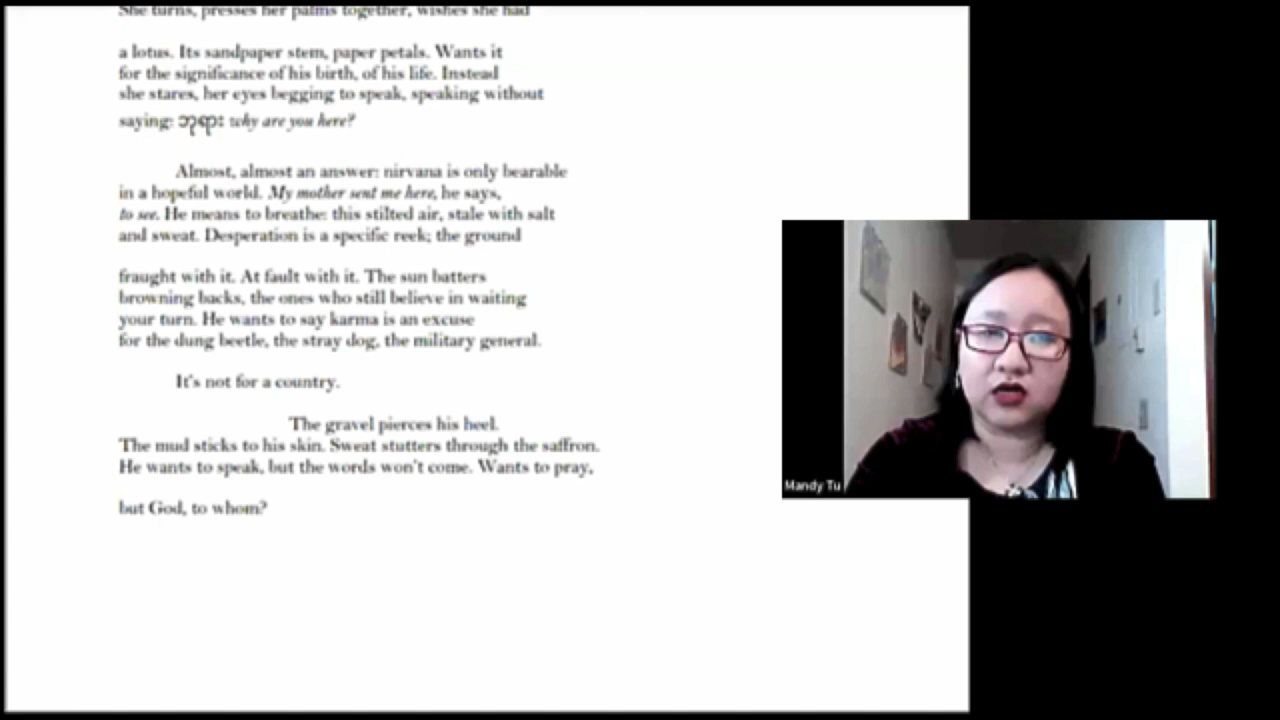 She turns, presses her palms together, wishes she had
a lotus. Its sandpaper stem, paper petals. Wants it
for the significance of his birth, of his life. Instead
she stares, her eyes begging to speak, speaking without
saying: ဘုရား why are you here?
Almost, almost an answer: nirvana is only bearable
in a hopeful world. My mother sent me here, he says,
to see. He means to breathe: this stilted air, stale with salt
and sweat. Desperation is a specific reek; the ground
fraught with it. At fault with it. The sun batters
browning backs, the ones who still believe in waiting
your turn. He wants to say karma is an excuse
for the dung beetle, the stray dog, the military general.
It's not for a country.
The gravel pierces his heel.
The mud sticks to his skin. Sweat stutters through the saffron.
He wants to speak, but the words won't come. Wants to pray,
but God, to whom?
Mandy Tu